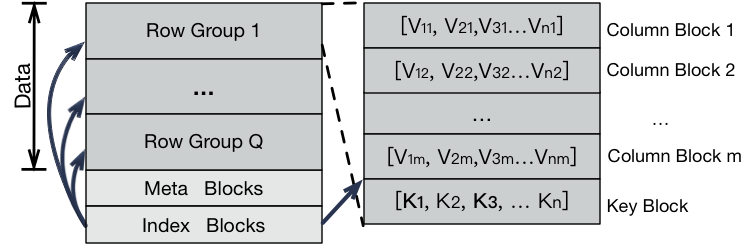 Data
Row Group 1
...
Row Group Q
Meta Blocks
Index Blocks
[V11, V21,V31...Vn1]
[V12, V22,V32...Vn2]
...
[V1m, V2m,V3m...Vnm]
[K1, K2, K3, ... Kn]
Column Block 1
Column Block 2
...
Column Block m
Key Block